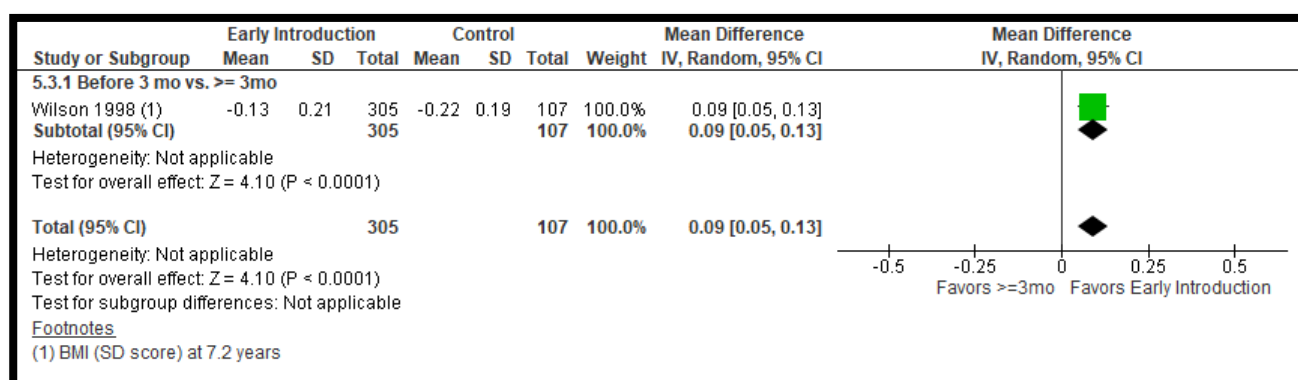 Early Introduction Control Mean Difference Mean Difference
Study or Subgroup Mean SD Total Mean SD Total Weight IV, Random, 95% CI IV, Random, 95% CI
5.3.1 Before 3 mo vs. >= 3mo
Wilson 1998 (1) -0.13 0.21 305 -0.22 0.19 107 100.0% 0.09 [0.05, 0.13]
Subtotal (95% CI) 305 107 100.0% 0.09 [0.05, 0.13]
Heterogeneity: Not applicable
Test for overall effect: Z = 4.10 (P < 0.0001)
Total (95% CI) 305 107 100.0% 0.09 [0.05, 0.13]
Heterogeneity: Not applicable
Test for overall effect: Z = 4.10 (P < 0.0001)
Test for subgroup differences: Not applicable
-0.5 -0.25 0 0.25 0.5
Favors >=3mo Favors Early Introduction
Footnotes
(1) BMI (SD score) at 7.2 years